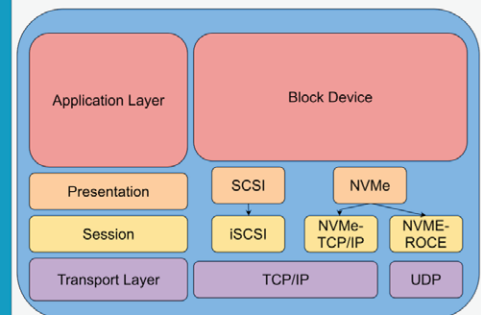 Application Layer
Block Device
Presentation
SCSI
NVMe
Session
iSCSI
NVMe-
TCP/IP
NVME-
ROCE
Transport Layer
TCP/IP
UDP